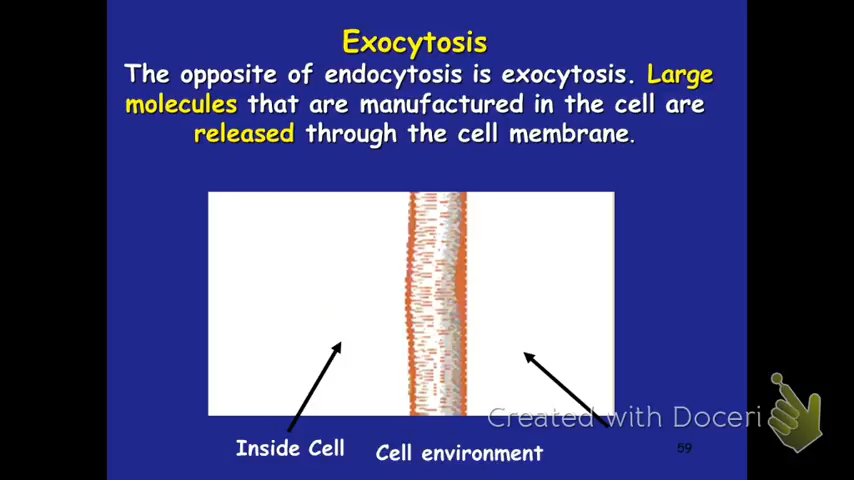 Exocytosis
The opposite of endocytosis is exocytosis. Large
molecules that are manufactured in the cell are
released through the cell membrane.
Created with Doceri
Inside Cell
Cell environment
59